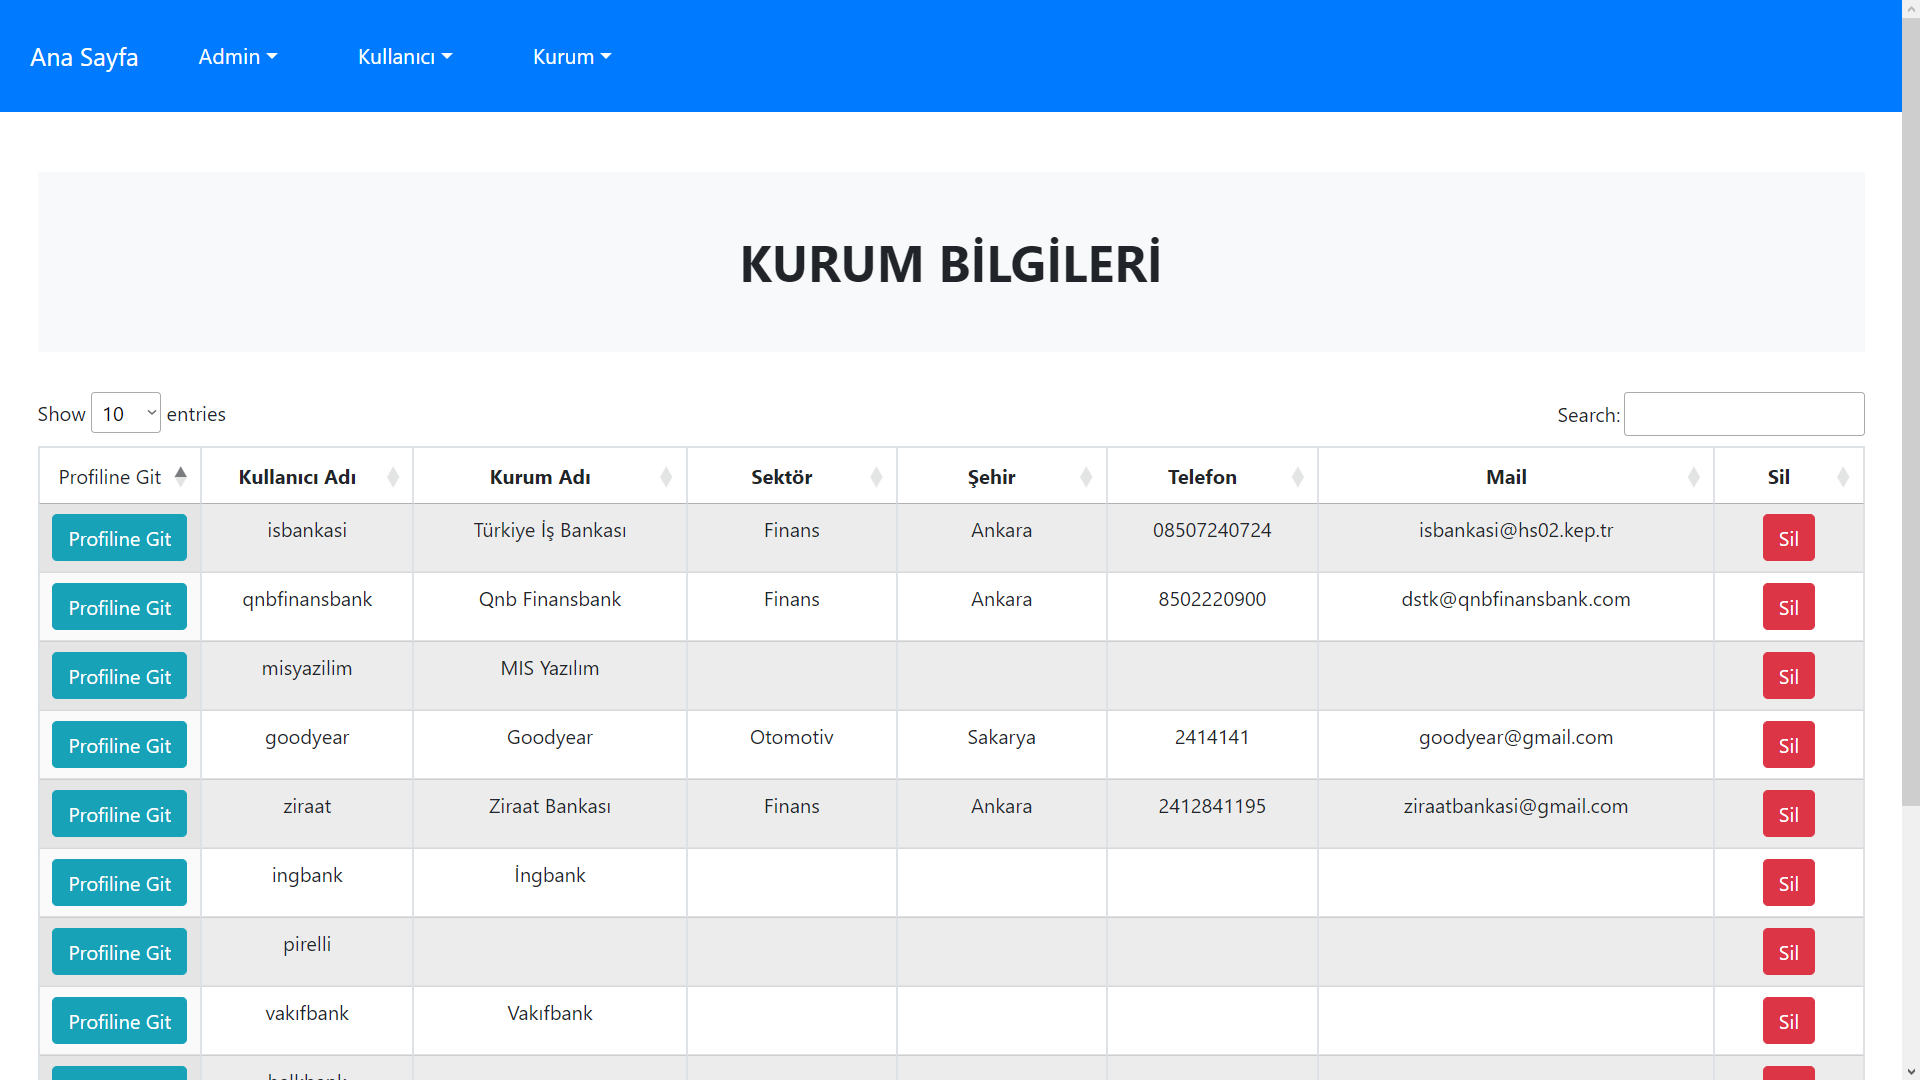 Ana Sayfa Admin Kullanıcı Kurum
KURUM BİLGİLERİ
Show 10 entries Search:
Profiline Git Kullanıcı Adı Kurum Adı Sektör Şehir Telefon Mail Sil
Profiline Git isbankasi Türkiye İş Bankası Finans Ankara 08507240724 isbankasi@hs02.kep.tr Sil
Profiline Git qnbfinansbank Qnb Finansbank Finans Ankara 8502220900 dstk@qnbfinansbank.com Sil
Profiline Git misyazilim MIS Yazılım Sil
Profiline Git goodyear Goodyear Otomotiv Sakarya 2414141 goodyear@gmail.com Sil
Profiline Git ziraat Ziraat Bankası Finans Ankara 2412841195 ziraatbankasi@gmail.com Sil
Profiline Git ingbank İngbank Sil
Profiline Git pirelli Sil
Profiline Git vakıfbank Vakıfbank Sil